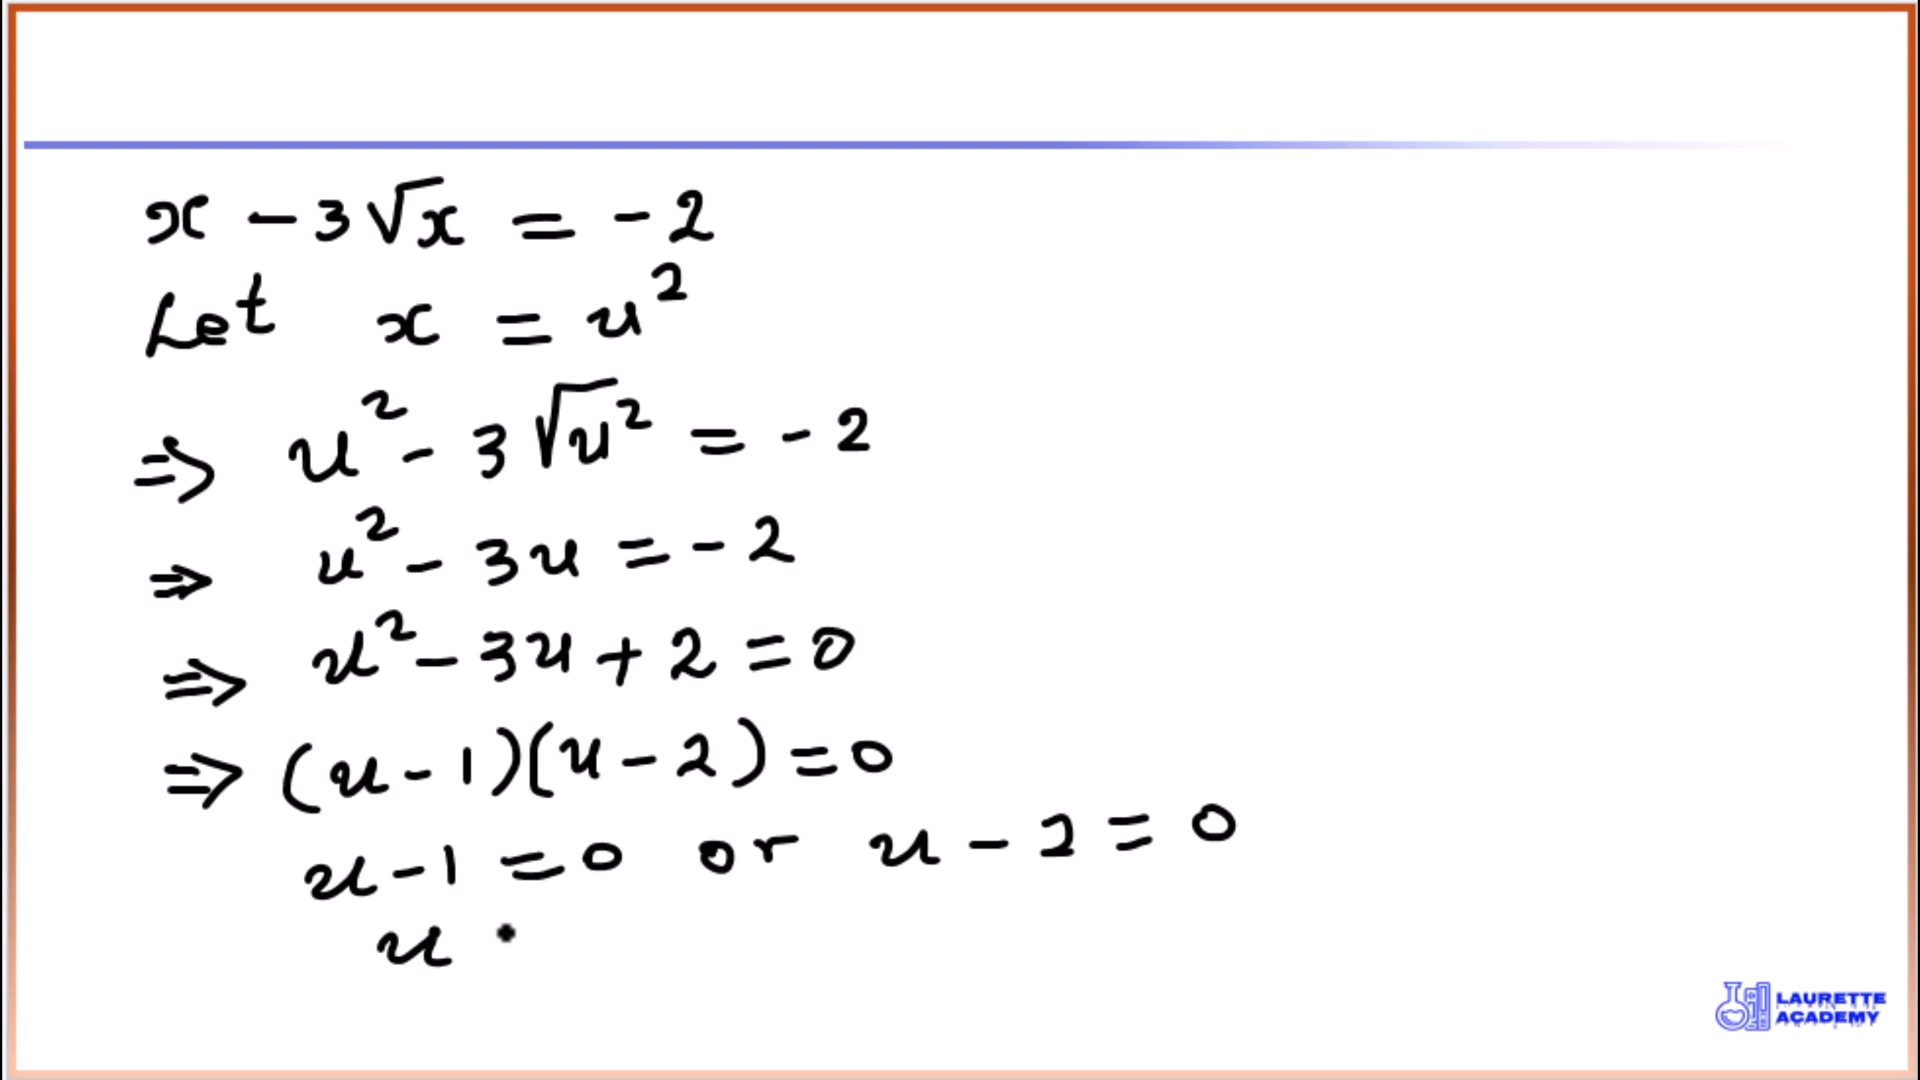 x - 3√x = -2
Let x = u²
=> u² - 3√u² = -2
=> u² - 3u = -2
=> u² - 3u + 2 = 0
=> (u - 1)(u - 2) = 0
u - 1 = 0 or u - 2 = 0
u
LAURETTE
ACADEMY